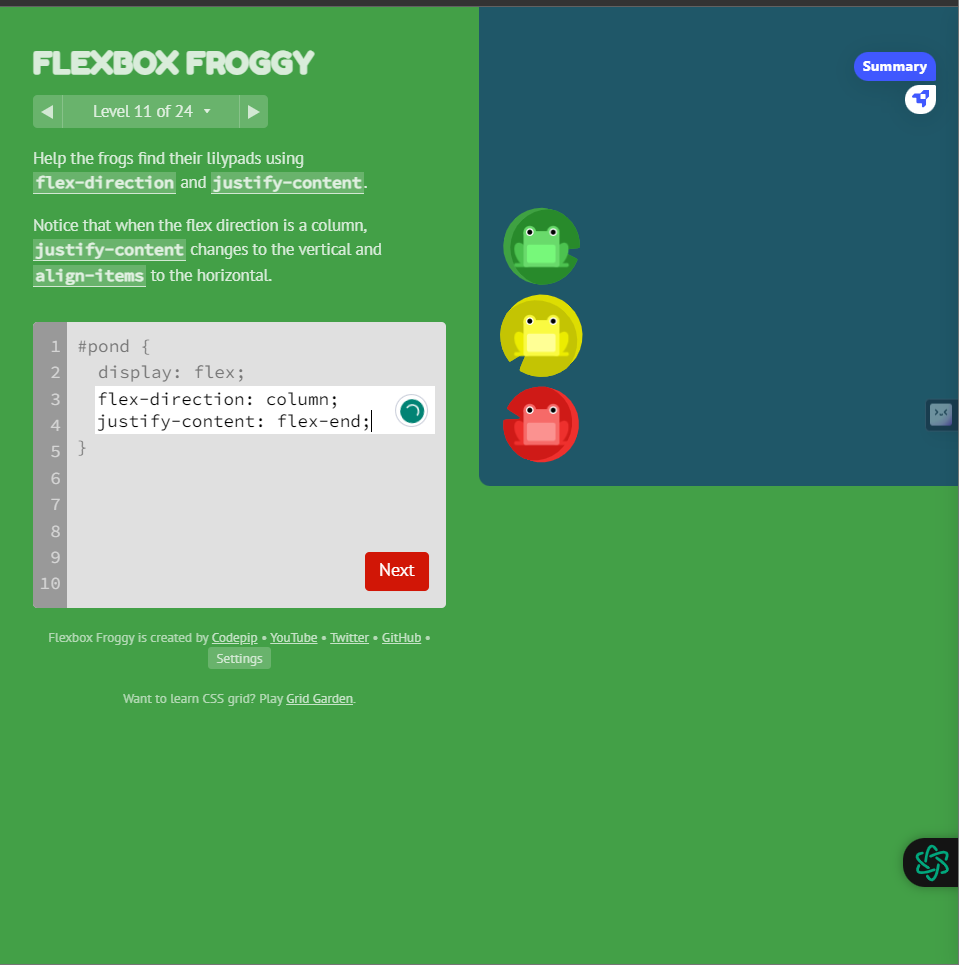 FLEXBOX FROGGY
Level 11 of 24
Help the frogs find their lilypads using
flex-direction and justify-content.
Notice that when the flex direction is a column,
justify-content changes to the vertical and
align-items to the horizontal.
1 #pond {
2 display: flex;
3 flex-direction: column;
4 justify-content: flex-end;
5 }
6
7
8
9
10
Next
Flexbox Froggy is created by Codepip • YouTube • Twitter • GitHub •
Settings
Want to learn CSS grid? Play Grid Garden.
Summary